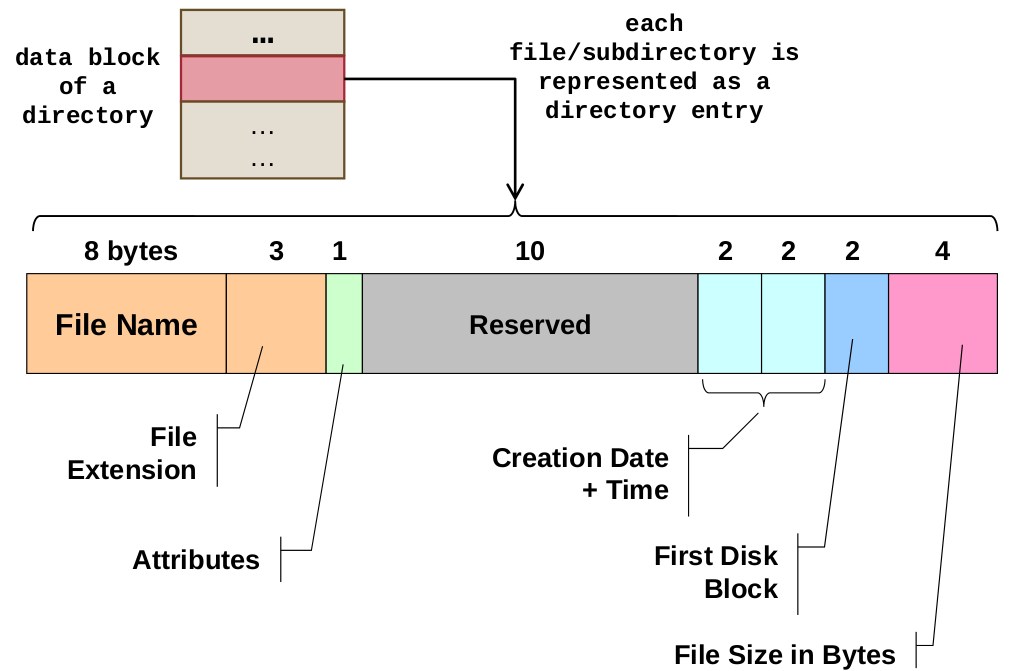 ...
data block
of a
directory
...
...
each
file/subdirectory is
represented as a
directory entry
8 bytes 3 1 10 2 2 2 4
File Name Reserved
File
Extension
Creation Date
+ Time
Attributes
First Disk
Block
File Size in Bytes